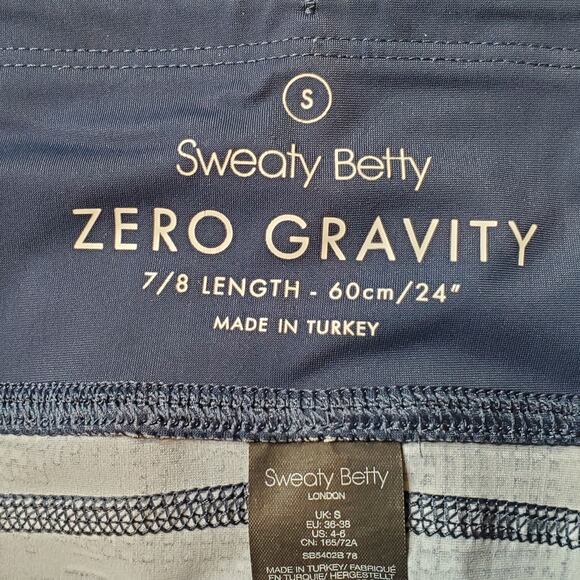 S
Sweaty Betty
ZERO GRAVITY
7/8 LENGTH - 60cm/24"
MADE IN TURKEY
Sweaty Betty
LONDON
UK: S
EU: 36-38
US: 4-6
CN: 165/72A
SB5402B 78
MADE IN TURKEY/ FABRIQUÉ
EN TURQUIE/ HERGESTELLT